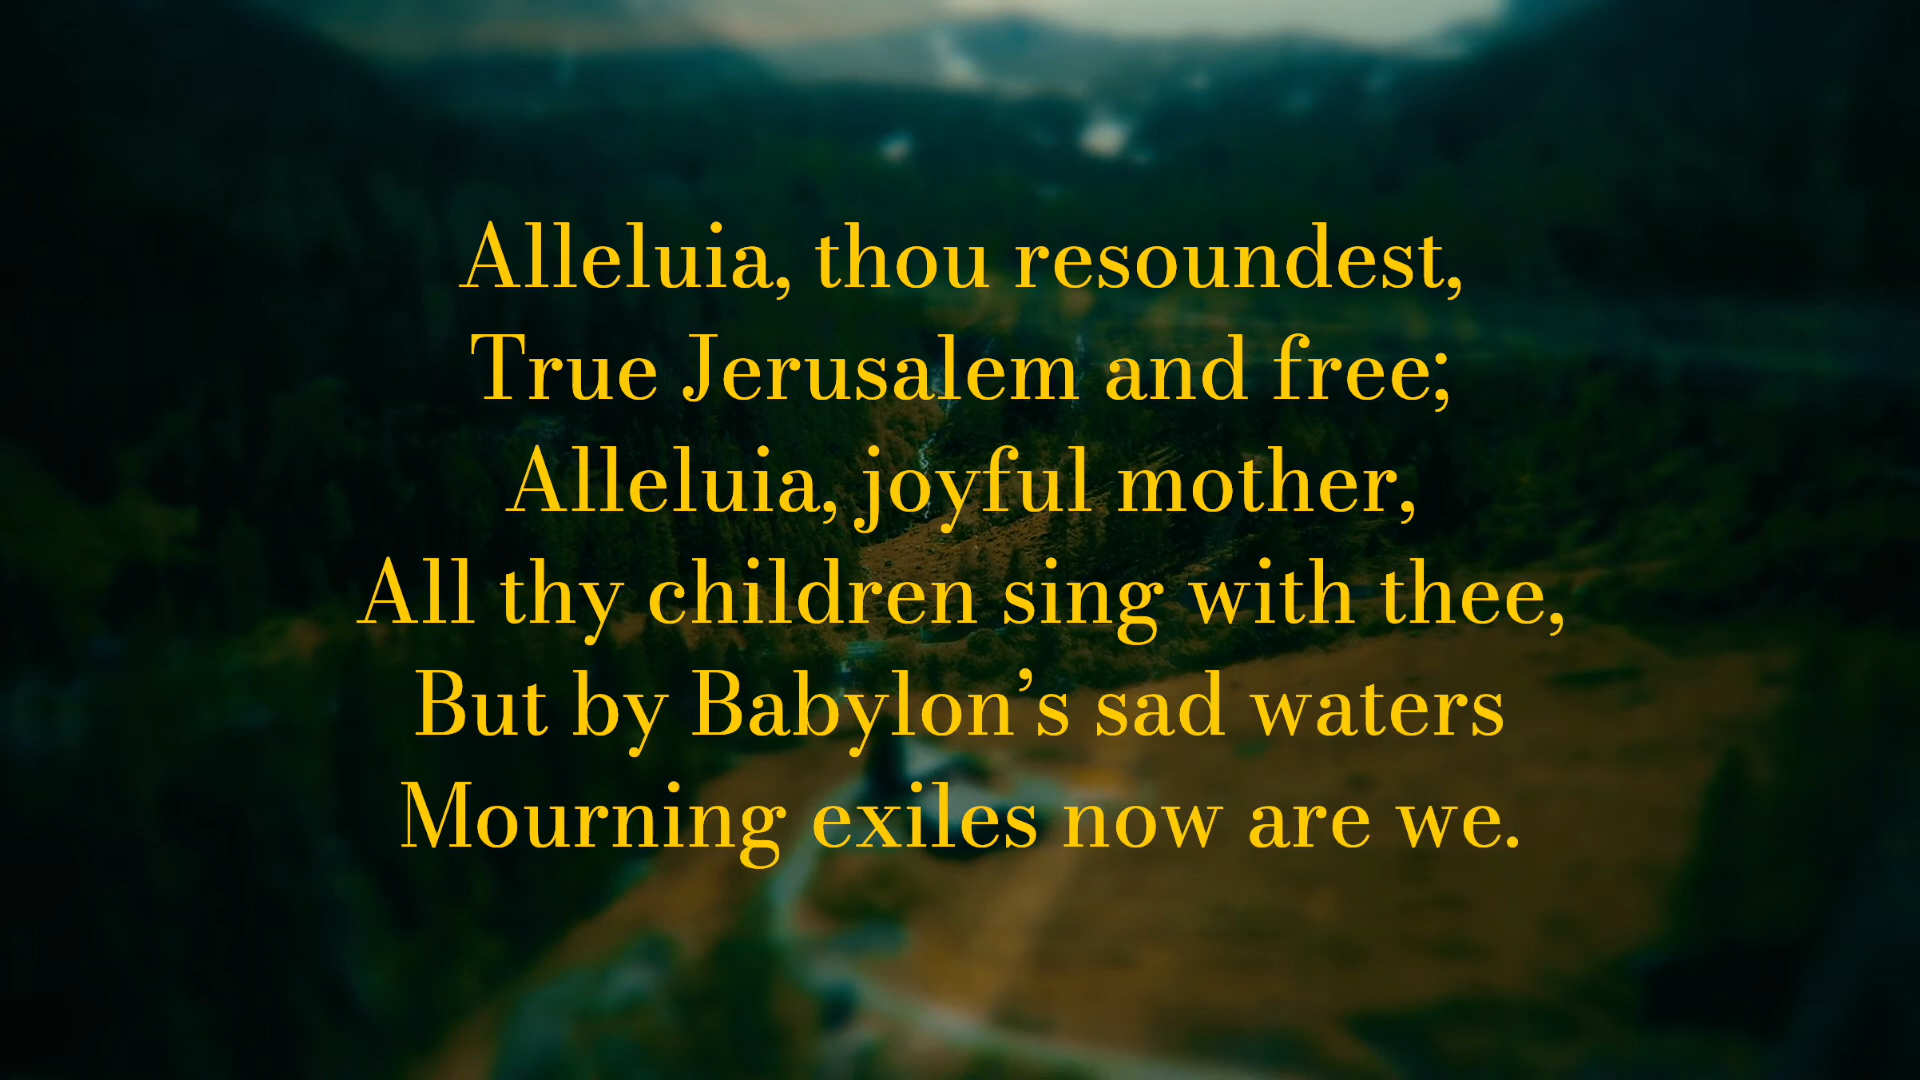 Alleluia, thou resoundest,
True Jerusalem and free;
Alleluia, joyful mother,
All thy children sing with thee,
But by Babylon’s sad waters
Mourning exiles now are we.